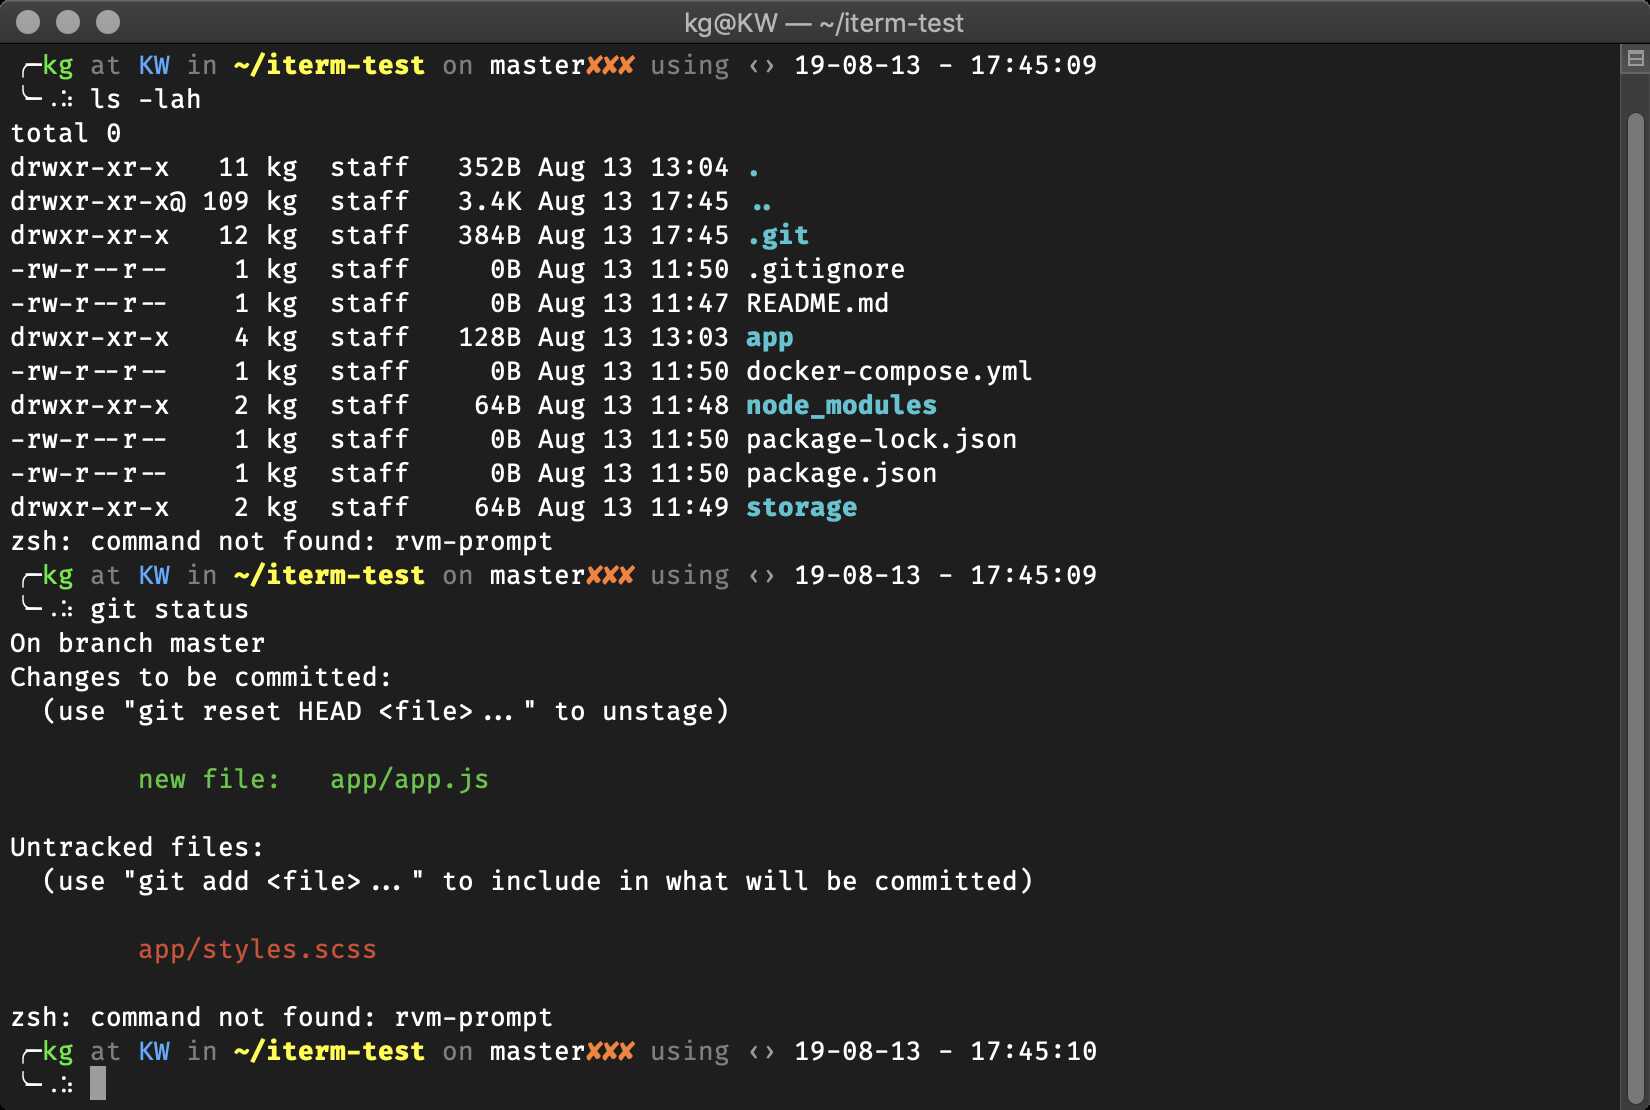 kg@KW — ~/iterm-test
╭─kg at KW in ~/iterm-test on master✘✘✘ using ‹› 19-08-13 - 17:45:09
╰─⠠⠵ ls -lah
total 0
drwxr-xr-x   11 kg  staff   352B Aug 13 13:04 .
drwxr-xr-x@ 109 kg  staff   3.4K Aug 13 17:45 ..
drwxr-xr-x   12 kg  staff   384B Aug 13 17:45 .git
-rw-r--r--    1 kg  staff     0B Aug 13 11:50 .gitignore
-rw-r--r--    1 kg  staff     0B Aug 13 11:47 README.md
drwxr-xr-x    4 kg  staff   128B Aug 13 13:03 app
-rw-r--r--    1 kg  staff     0B Aug 13 11:50 docker-compose.yml
drwxr-xr-x    2 kg  staff    64B Aug 13 11:48 node_modules
-rw-r--r--    1 kg  staff     0B Aug 13 11:50 package-lock.json
-rw-r--r--    1 kg  staff     0B Aug 13 11:50 package.json
drwxr-xr-x    2 kg  staff    64B Aug 13 11:49 storage
zsh: command not found: rvm-prompt
╭─kg at KW in ~/iterm-test on master✘✘✘ using ‹› 19-08-13 - 17:45:09
╰─⠠⠵ git status
On branch master
Changes to be committed:
  (use "git reset HEAD <file>..." to unstage)
        new file:   app/app.js
Untracked files:
  (use "git add <file>..." to include in what will be committed)
        app/styles.scss
zsh: command not found: rvm-prompt
╭─kg at KW in ~/iterm-test on master✘✘✘ using ‹› 19-08-13 - 17:45:10
╰─⠠⠵